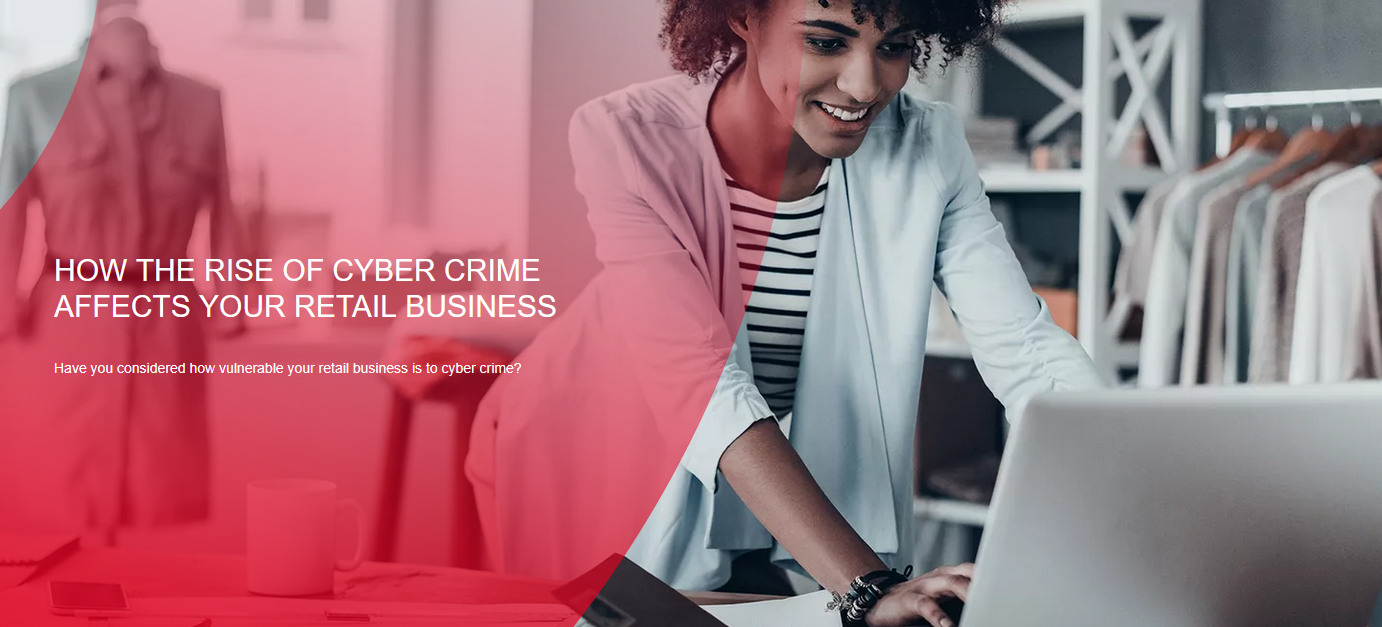 HOW THE RISE OF CYBER CRIME
AFFECTS YOUR RETAIL BUSINESS
Have you considered how vulnerable your retail business is to cyber crime?